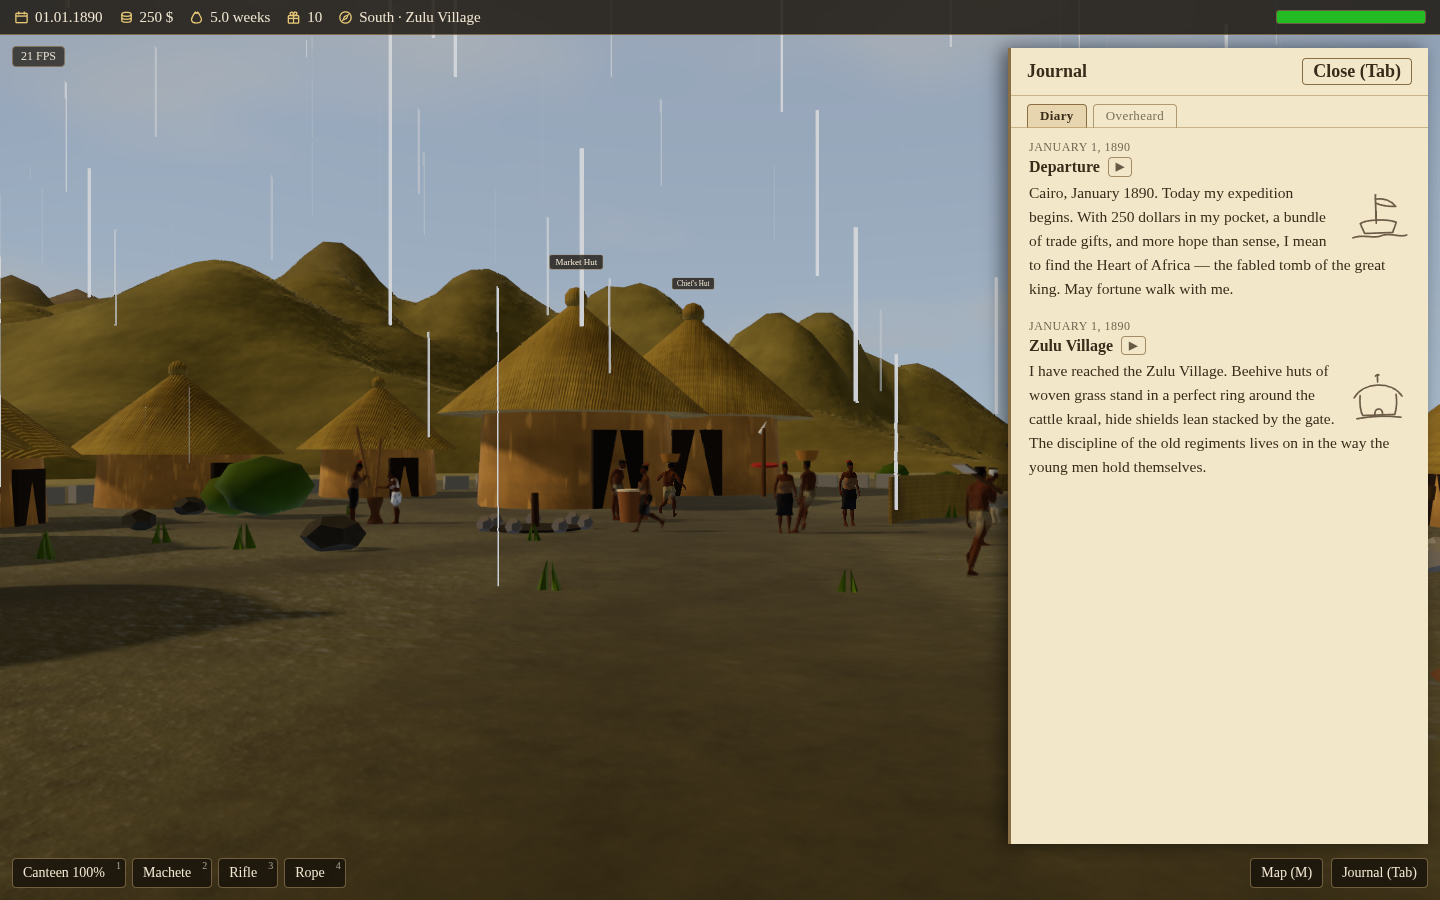 01.01.1890 250 $ 5.0 weeks 10 South · Zulu Village
21 FPS
Market Hut
Chief's Hut
Journal Close (Tab)
Diary Overheard
JANUARY 1, 1890
Departure
Cairo, January 1890. Today my expedition
begins. With 250 dollars in my pocket, a bundle
of trade gifts, and more hope than sense, I mean
to find the Heart of Africa — the fabled tomb of the great
king. May fortune walk with me.
JANUARY 1, 1890
Zulu Village
I have reached the Zulu Village. Beehive huts of
woven grass stand in a perfect ring around the
cattle kraal, hide shields lean stacked by the gate.
The discipline of the old regiments lives on in the way the
young men hold themselves.
Canteen 100% 1 Machete 2 Rifle 3 Rope 4
Map (M) Journal (Tab)